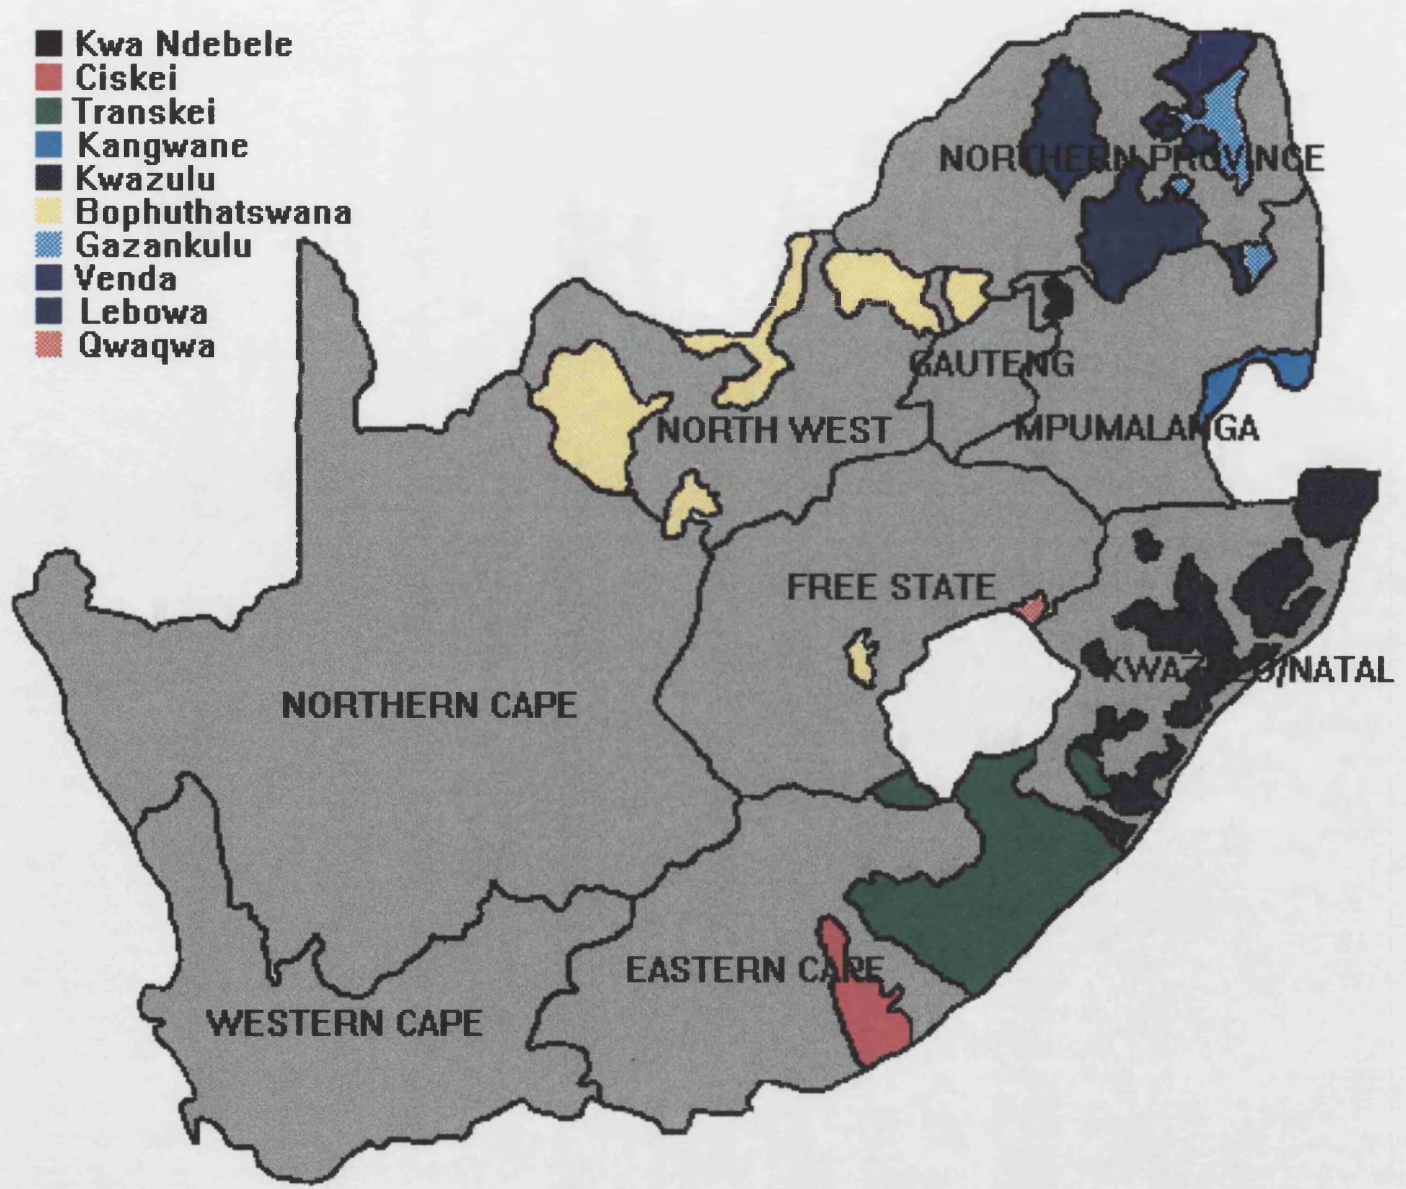 Kwa Ndebele
Ciskei
Transkei
Kangwane
Kwazulu
Bophuthatswana
Gazankulu
Venda
Lebowa
Qwaqwa
NORTHERN PROVINCE
GAUTENG
NORTH WEST
MPUMALANGA
FREE STATE
KWAZULU/NATAL
NORTHERN CAPE
EASTERN CAPE
WESTERN CAPE